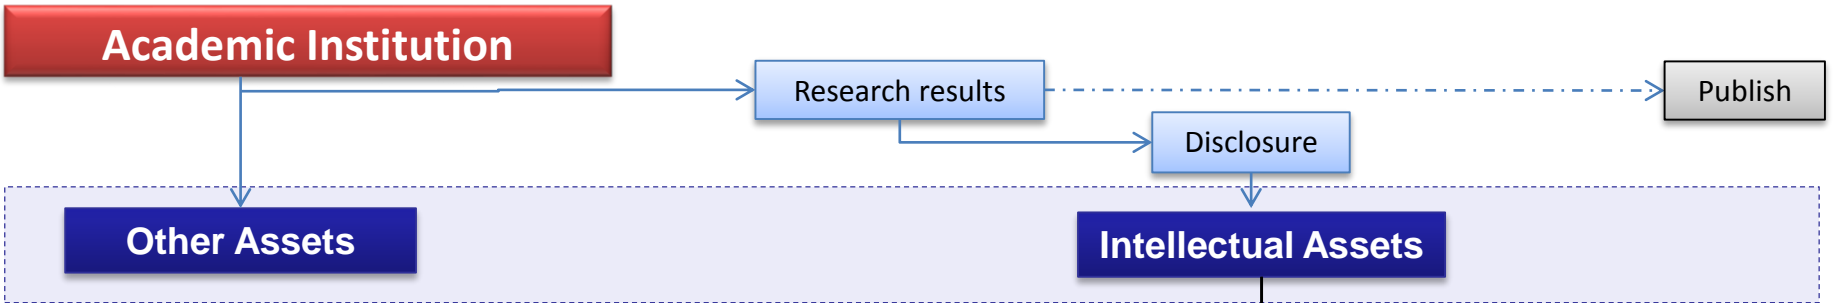 Academic Institution
Research results
Publish
Disclosure
Other Assets
Intellectual Assets